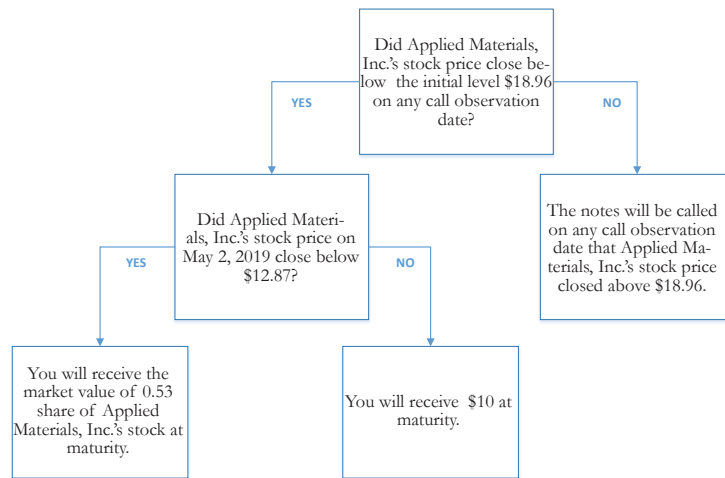 Did Applied Materials,
Inc.'s stock price close be-
low the initial level $18.96
on any call observation
date?
YES
NO
Did Applied Materi-
als, Inc.'s stock price on
May 2, 2019 close below
$12.87?
The notes will be called
on any call observation
date that Applied Ma-
terials, Inc.'s stock price
closed above $18.96.
YES
NO
You will receive the
market value of 0.53
share of Applied
Materials, Inc.'s stock at
maturity.
You will receive $10 at
maturity.